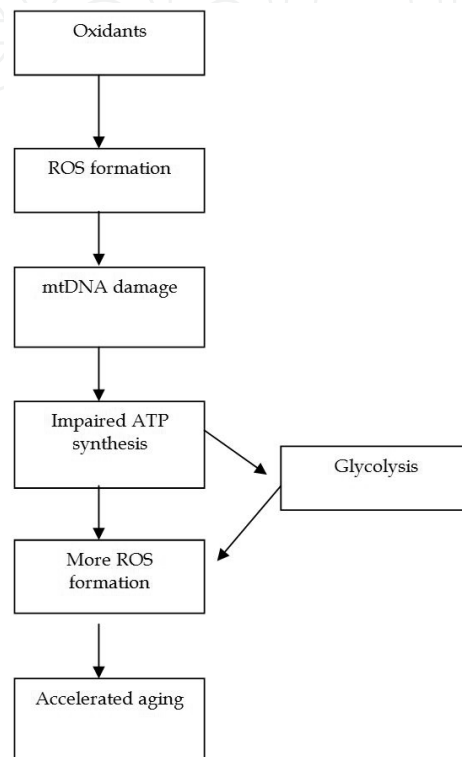 Oxidants
ROS formation
mtDNA damage
Impaired ATP
synthesis
Glycolysis
More ROS
formation
Accelerated aging